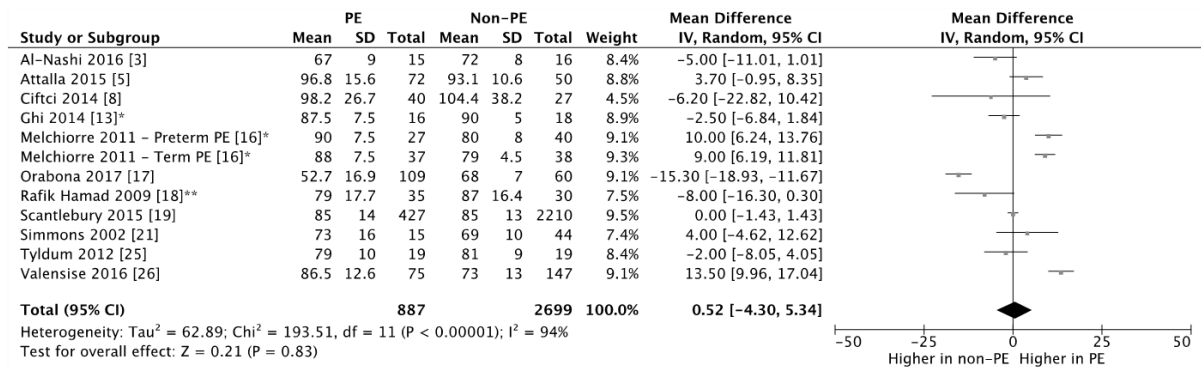 PE Non-PE Mean Difference Mean Difference
Study or Subgroup Mean SD Total Mean SD Total Weight IV, Random, 95% CI IV, Random, 95% CI
Al-Nashi 2016 [3] 67 9 15 72 8 16 8.4% -5.00 [-11.01, 1.01]
Attalla 2015 [5] 96.8 15.6 72 93.1 10.6 50 8.8% 3.70 [-0.95, 8.35]
Ciftci 2014 [8] 98.2 26.7 40 104.4 38.2 27 4.5% -6.20 [-22.82, 10.42]
Ghi 2014 [13]* 87.5 7.5 16 90 5 18 8.9% -2.50 [-6.84, 1.84]
Melchiorre 2011 - Preterm PE [16]* 90 7.5 27 80 8 40 9.1% 10.00 [6.24, 13.76]
Melchiorre 2011 - Term PE [16]* 88 7.5 37 79 4.5 38 9.3% 9.00 [6.19, 11.81]
Orabona 2017 [17] 52.7 16.9 109 68 7 60 9.1% -15.30 [-18.93, -11.67]
Rafik Hamad 2009 [18]** 79 17.7 35 87 16.4 30 7.5% -8.00 [-16.30, 0.30]
Scantlebury 2015 [19] 85 14 427 85 13 2210 9.5% 0.00 [-1.43, 1.43]
Simmons 2002 [21] 73 16 15 69 10 44 7.4% 4.00 [-4.62, 12.62]
Tyldum 2012 [25] 79 10 19 81 9 19 8.4% -2.00 [-8.05, 4.05]
Valensise 2016 [26] 86.5 12.6 75 73 13 147 9.1% 13.50 [9.96, 17.04]
Total (95% CI) 887 2699 100.0% 0.52 [-4.30, 5.34]
Heterogeneity: Tau² = 62.89; Chi² = 193.51, df = 11 (P < 0.00001); I² = 94%
Test for overall effect: Z = 0.21 (P = 0.83)
-50 -25 0 25 50
Higher in non-PE Higher in PE